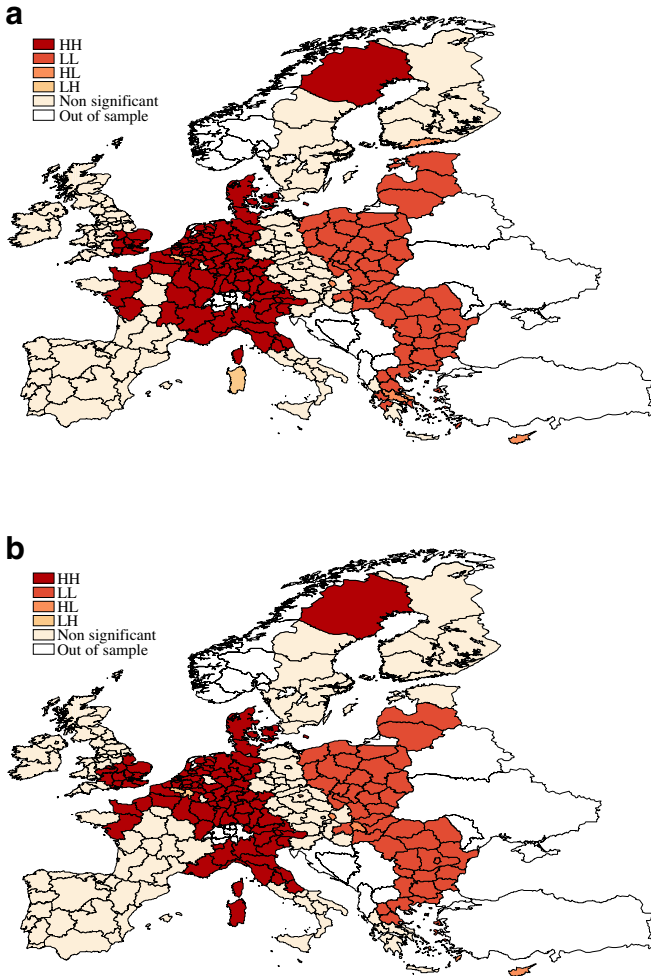 a
HH
LL
HL
LH
Non significant
Out of sample
b
HH
LL
HL
LH
Non significant
Out of sample